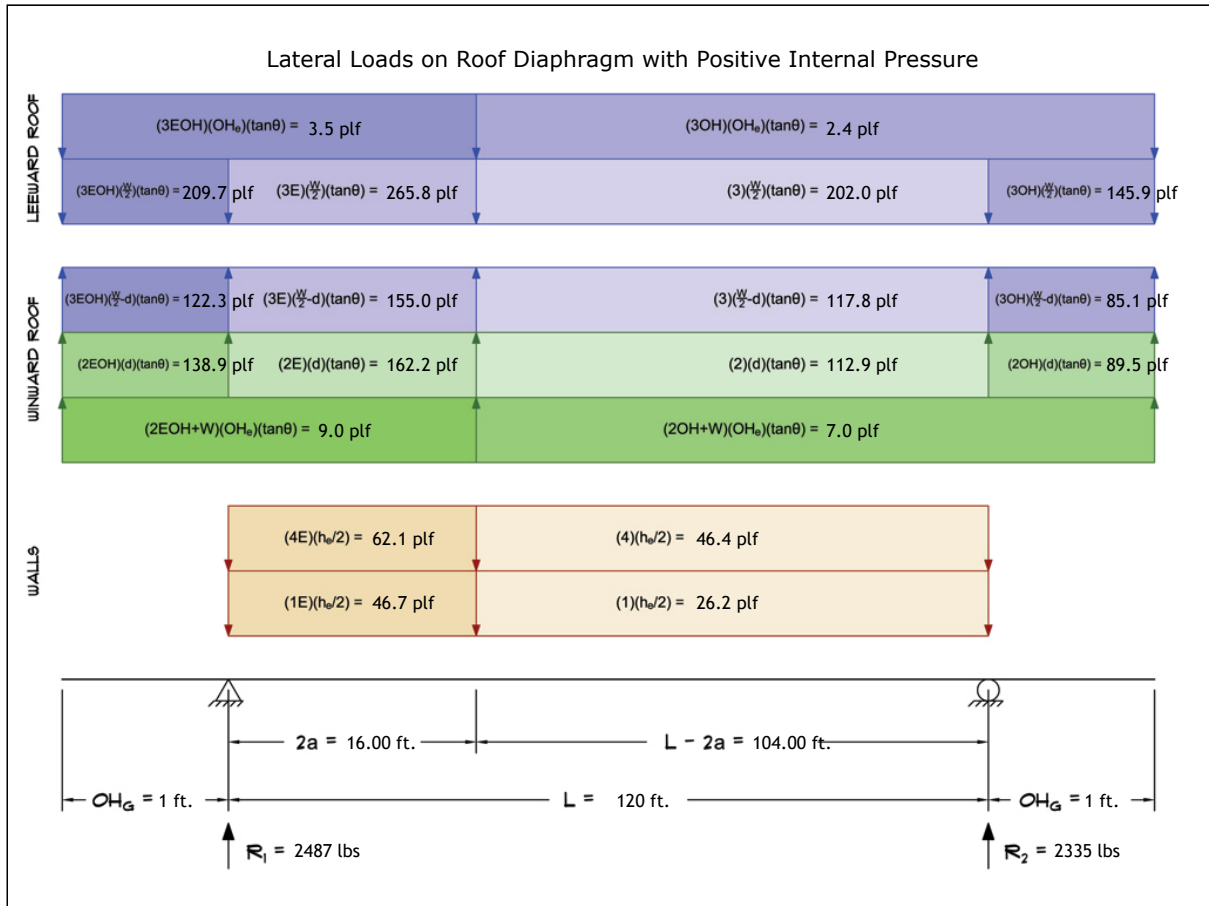 Lateral Loads on Roof Diaphragm with Positive Internal Pressure
LEEWARD ROOF
(3EOH)(OHₑ)(tanθ) = 3.5 plf
(3OH)(OHₑ)(tanθ) = 2.4 plf
(3EOH)(W/2)(tanθ) = 209.7 plf
(3E)(W/2)(tanθ) = 265.8 plf
(3)(W/2)(tanθ) = 202.0 plf
(3OH)(W/2)(tanθ) = 145.9 plf
WINWARD ROOF
(3EOH)(W/2-d)(tanθ) = 122.3 plf
(3E)(W/2-d)(tanθ) = 155.0 plf
(3)(W/2-d)(tanθ) = 117.8 plf
(3OH)(W/2-d)(tanθ) = 85.1 plf
(2EOH)(d)(tanθ) = 138.9 plf
(2E)(d)(tanθ) = 162.2 plf
(2)(d)(tanθ) = 112.9 plf
(2OH)(d)(tanθ) = 89.5 plf
(2EOH+W)(OHₑ)(tanθ) = 9.0 plf
(2OH+W)(OHₑ)(tanθ) = 7.0 plf
WALLS
(4E)(hₑ/2) = 62.1 plf
(4)(hₑ/2) = 46.4 plf
(1E)(hₑ/2) = 46.7 plf
(1)(hₑ/2) = 26.2 plf
2a = 16.00 ft.
L - 2a = 104.00 ft.
OH_G = 1 ft.
L = 120 ft.
OH_G = 1 ft.
R₁ = 2487 lbs
R₂ = 2335 lbs